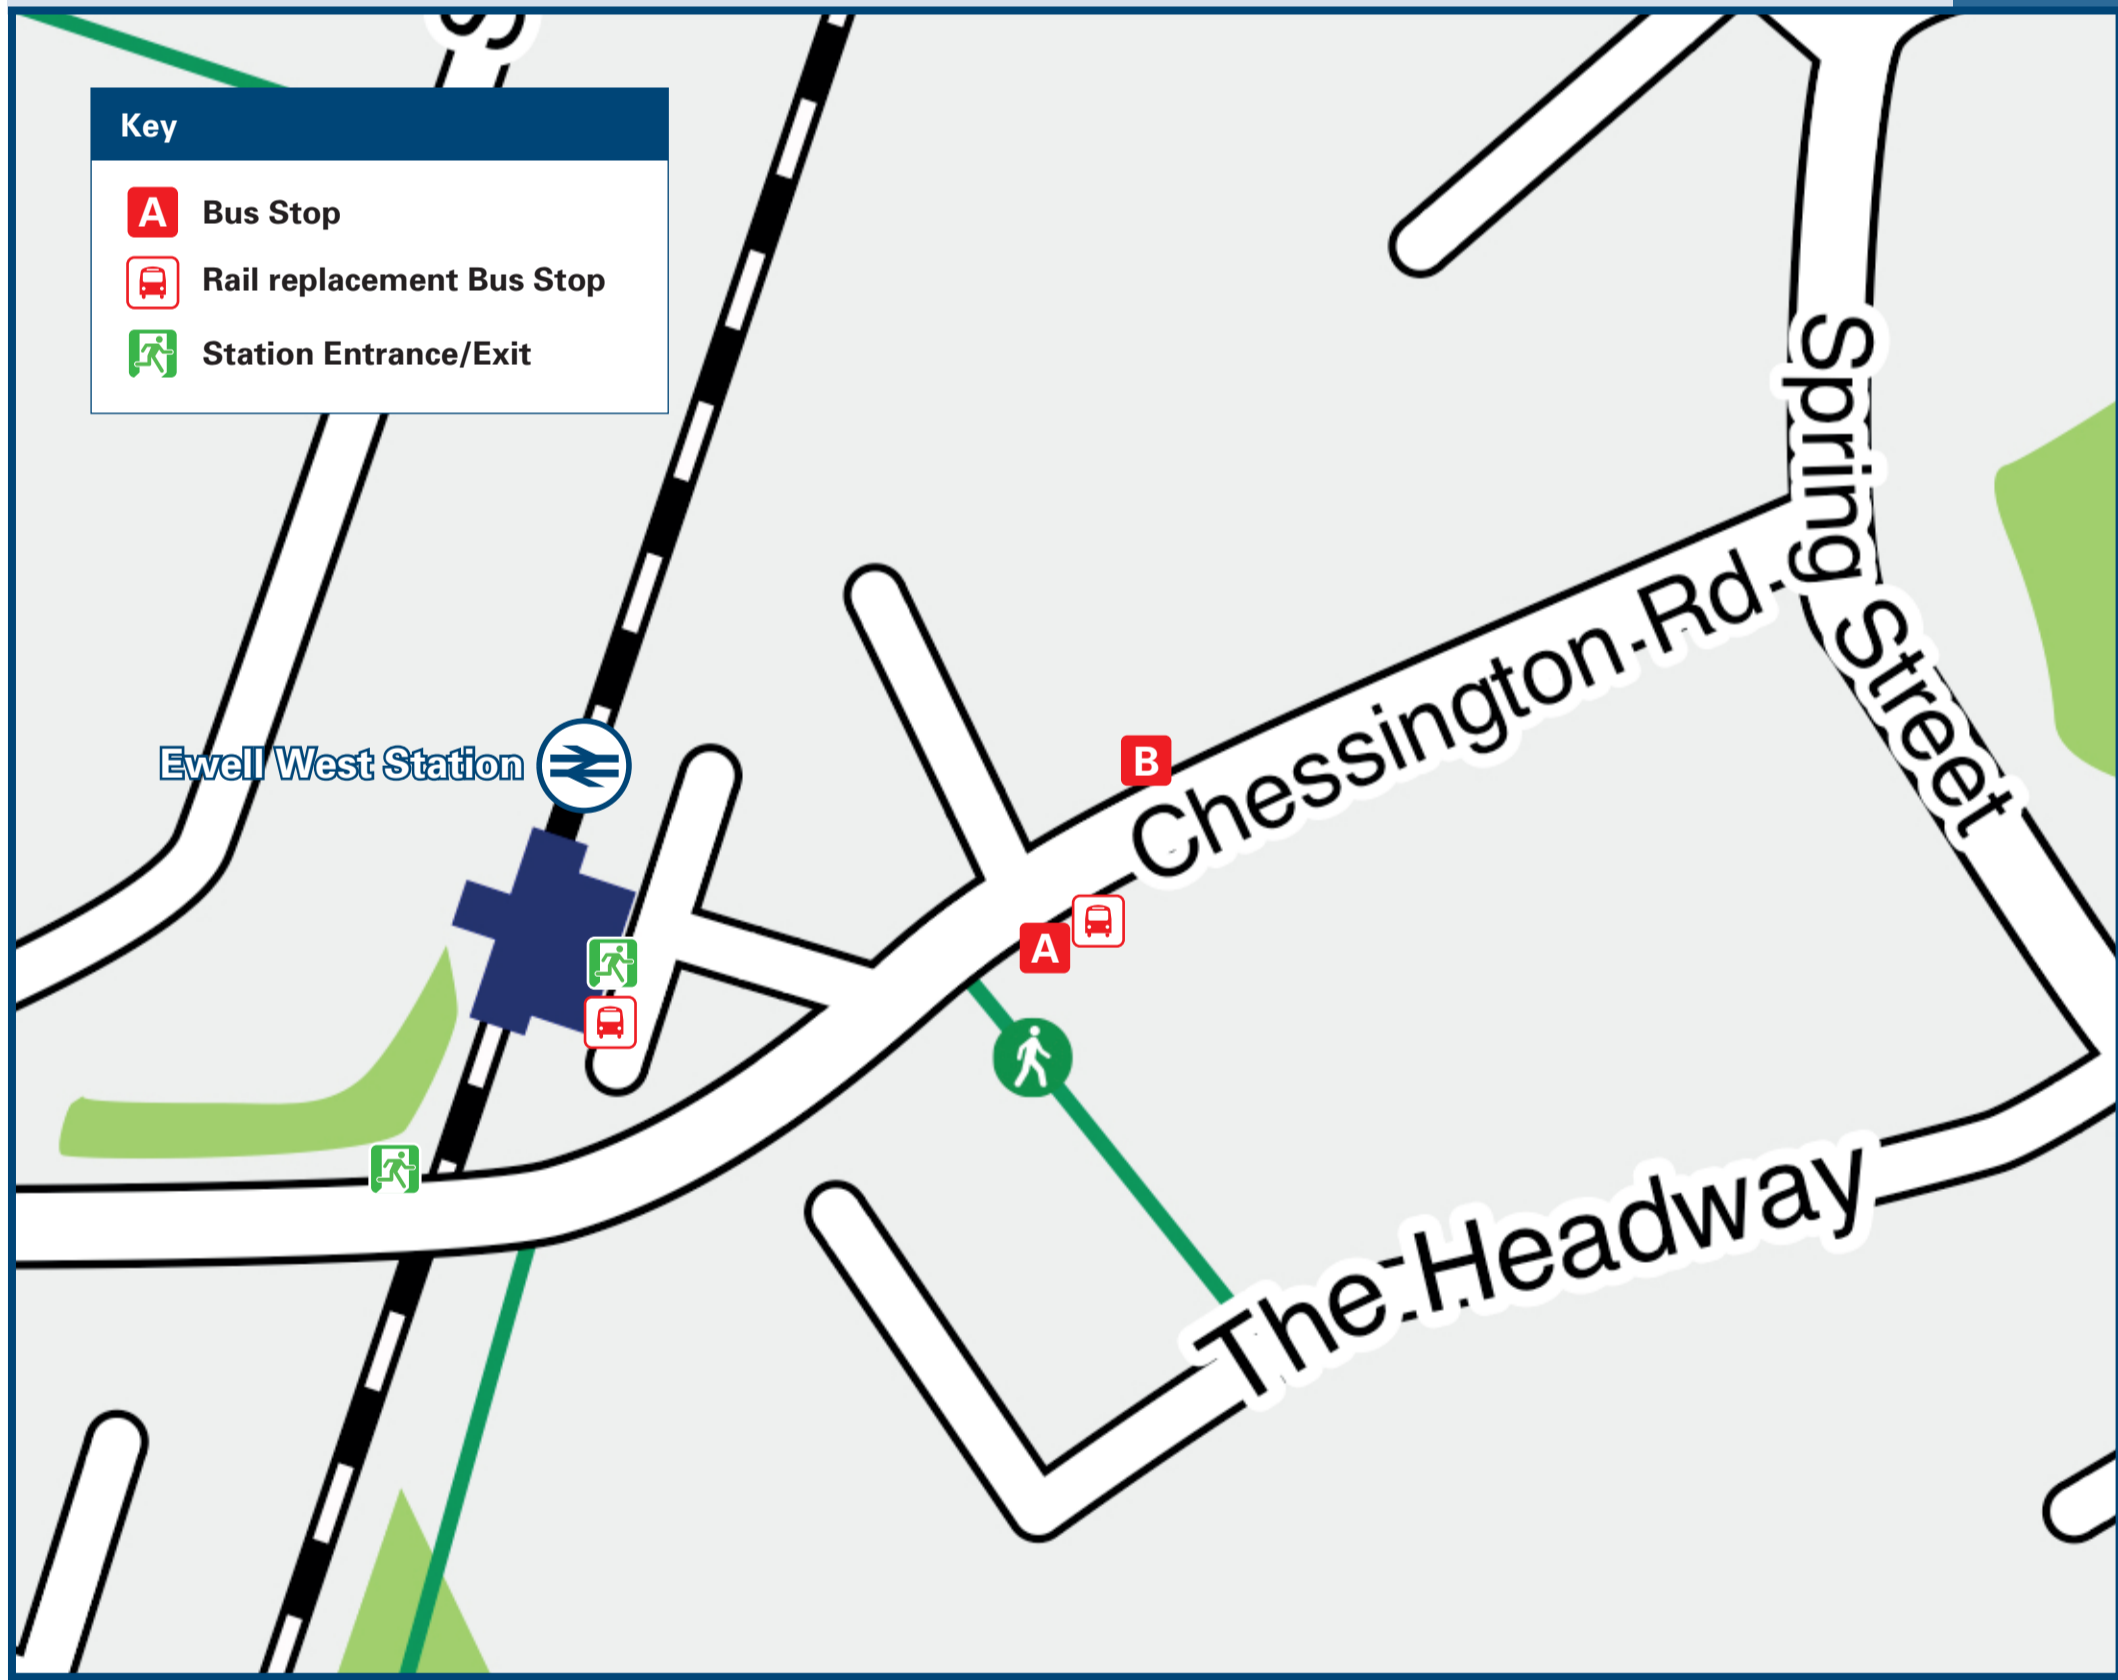 S
Key
A Bus Stop
Rail replacement Bus Stop
Station Entrance/Exit
Spring Street
Chessington Rd
Ewell West Station
B
A
The Headway